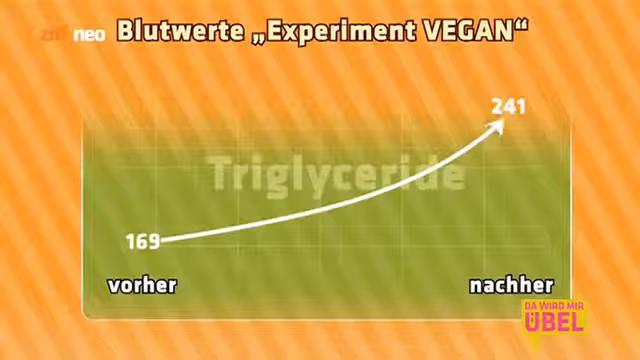 zdf neo
Blutwerte „Experiment VEGAN“
241
Triglyceride
169
vorher
nachher
DA WIRD MIR
ÜBEL